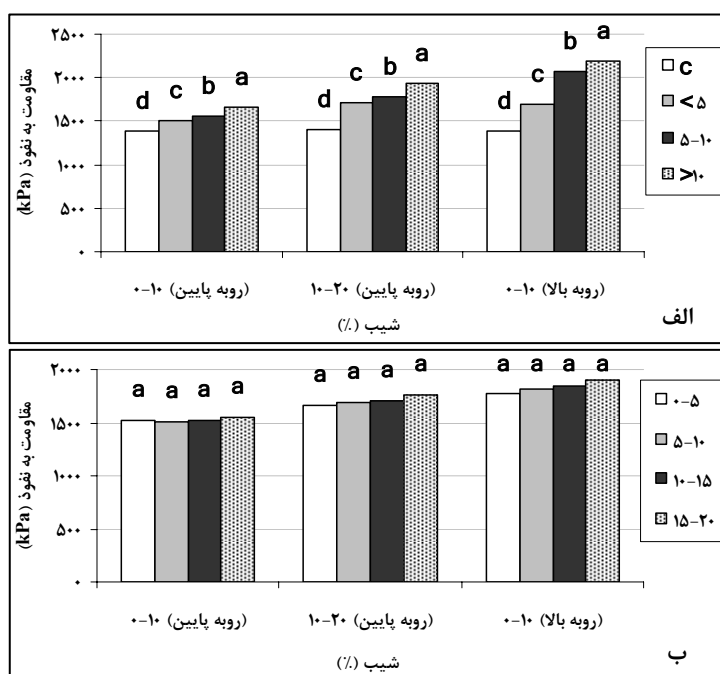 مقاومت به نفوذ (kPa)
۲۵۰۰
۲۰۰۰
۱۵۰۰
۱۰۰۰
۵۰۰
۰
d c b a
d c b a
d c b a
c
<۵
۵-۱۰
>۱۰
۰-۱۰ (روبه پایین)
۱۰-۲۰ (روبه پایین)
۰-۱۰ (روبه بالا)
شیب (٪)
الف
مقاومت به نفوذ (kPa)
۲۰۰۰
۱۵۰۰
۱۰۰۰
۵۰۰
۰
a a a a
a a a a
a a a a
۰-۵
۵-۱۰
۱۰-۱۵
۱۵-۲۰
۰-۱۰ (روبه پایین)
۱۰-۲۰ (روبه پایین)
۰-۱۰ (روبه بالا)
شیب (٪)
ب